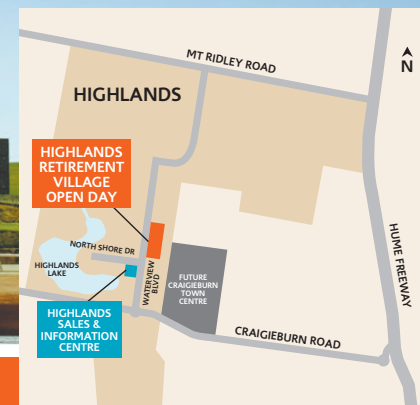 MT RIDLEY ROAD
N
HIGHLANDS
HIGHLANDS
RETIREMENT
VILLAGE
OPEN DAY
NORTH SHORE DR
HIGHLANDS
LAKE
WATERVIEW
BLVD
FUTURE
CRAIGIEBURN
TOWN
CENTRE
HUME FREEWAY
HIGHLANDS
SALES &
INFORMATION
CENTRE
CRAIGIEBURN ROAD